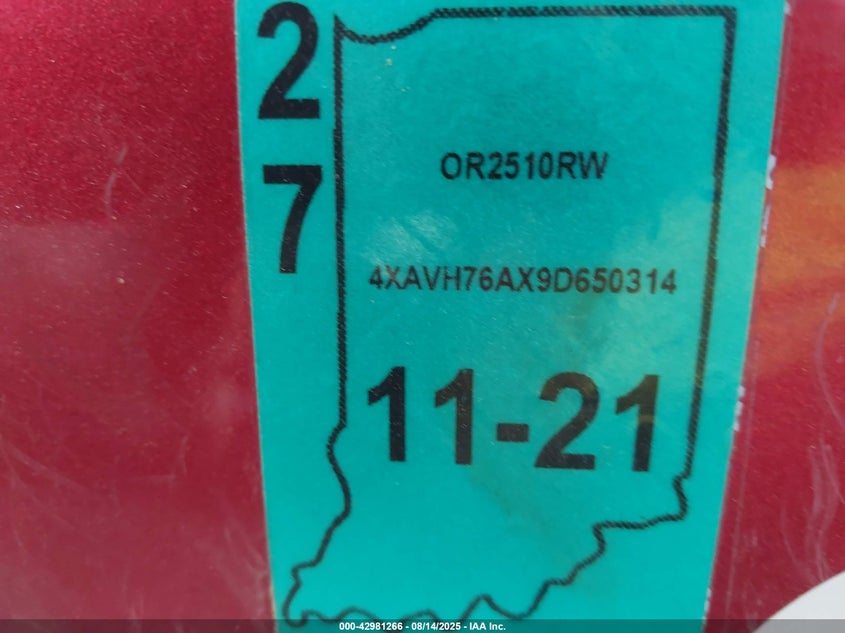 2
7
OR2510RW
4XAVH76AX9D650314
11-21
000-42981266 - 08/14/2025 - IAA Inc.